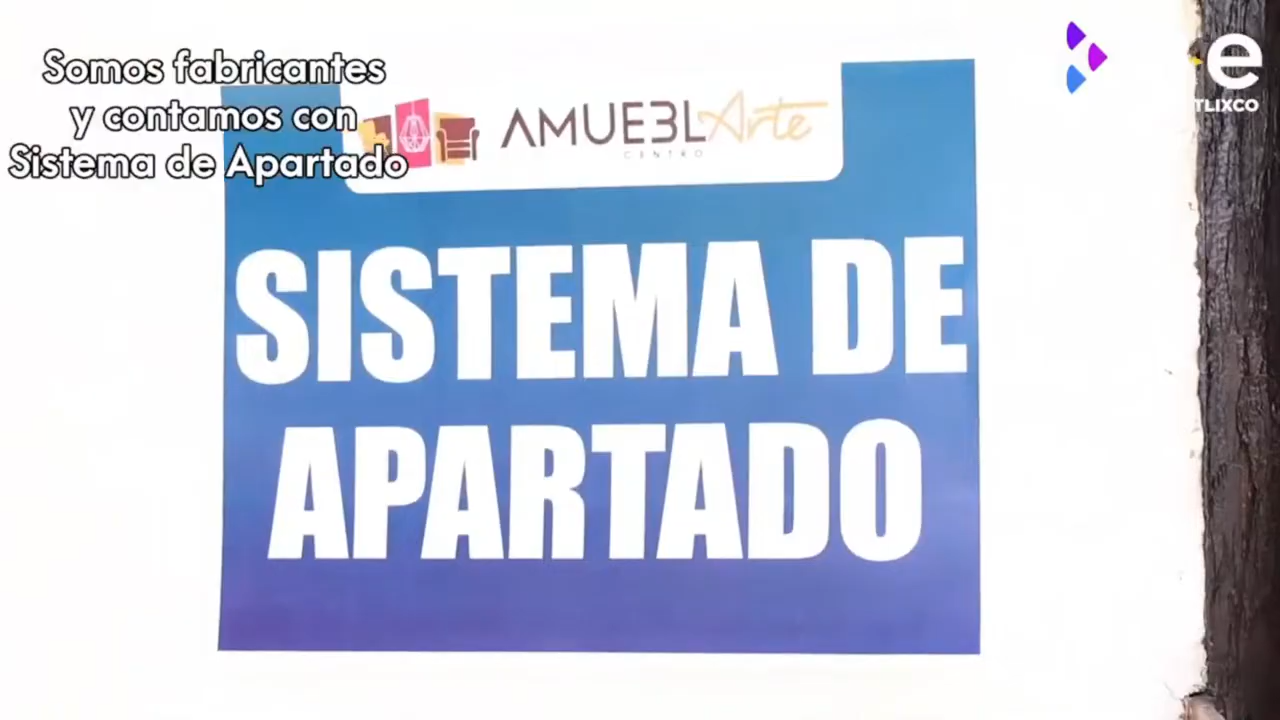 Somos fabricantes
y contamos con
Sistema de Apartado
AMUEBLArte
CENTRO
SISTEMA DE
APARTADO
e
TLIXCO